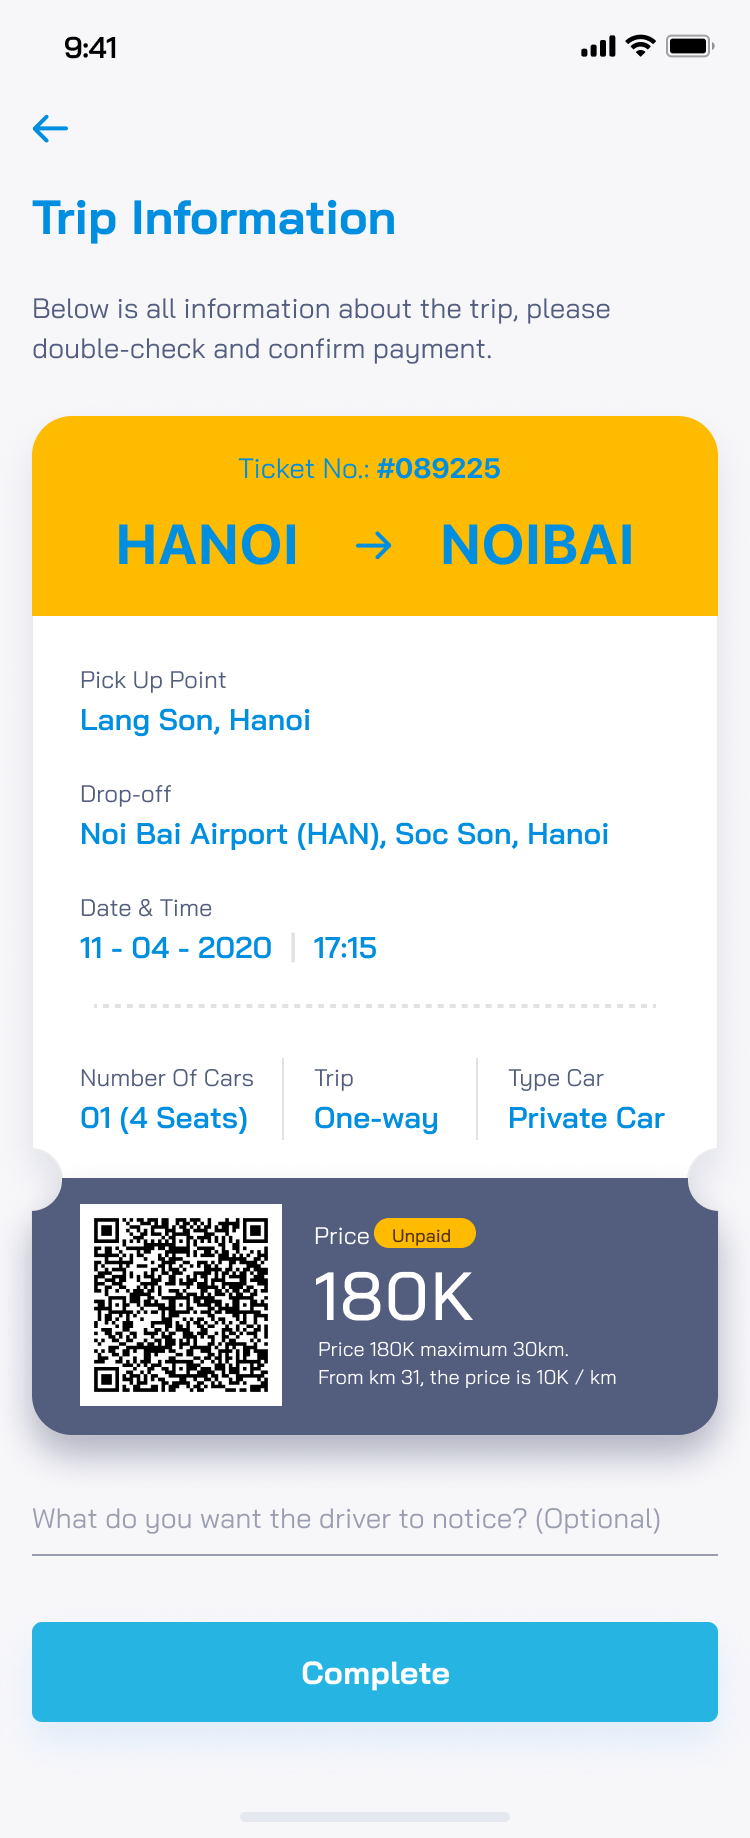 9:41
Trip Information
Below is all information about the trip, please
double-check and confirm payment.
Ticket No.: #089225
HANOI → NOIBAI
Pick Up Point
Lang Son, Hanoi
Drop-off
Noi Bai Airport (HAN), Soc Son, Hanoi
Date & Time
11 - 04 - 2020 | 17:15
Number Of Cars
01 (4 Seats)
Trip
One-way
Type Car
Private Car
Price Unpaid
180K
Price 180K maximum 30km.
From km 31, the price is 10K / km
What do you want the driver to notice? (Optional)
Complete